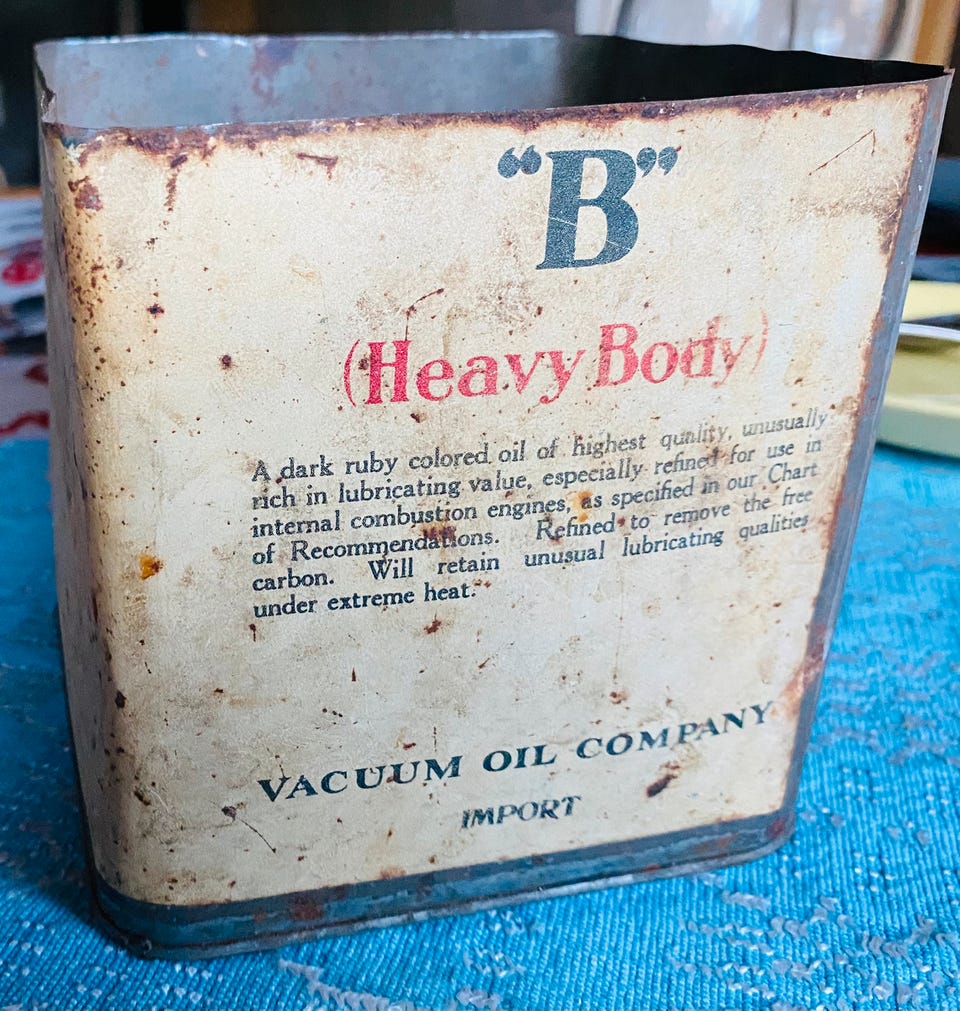 “B”
(Heavy Body)
A dark ruby colored oil of highest quality, unusually
rich in lubricating value, especially refined for use in
internal combustion engines, as specified in our Chart
of Recommendations. Refined to remove the free
carbon. Will retain unusual lubricating qualities
under extreme heat.
VACUUM OIL COMPANY
IMPORT